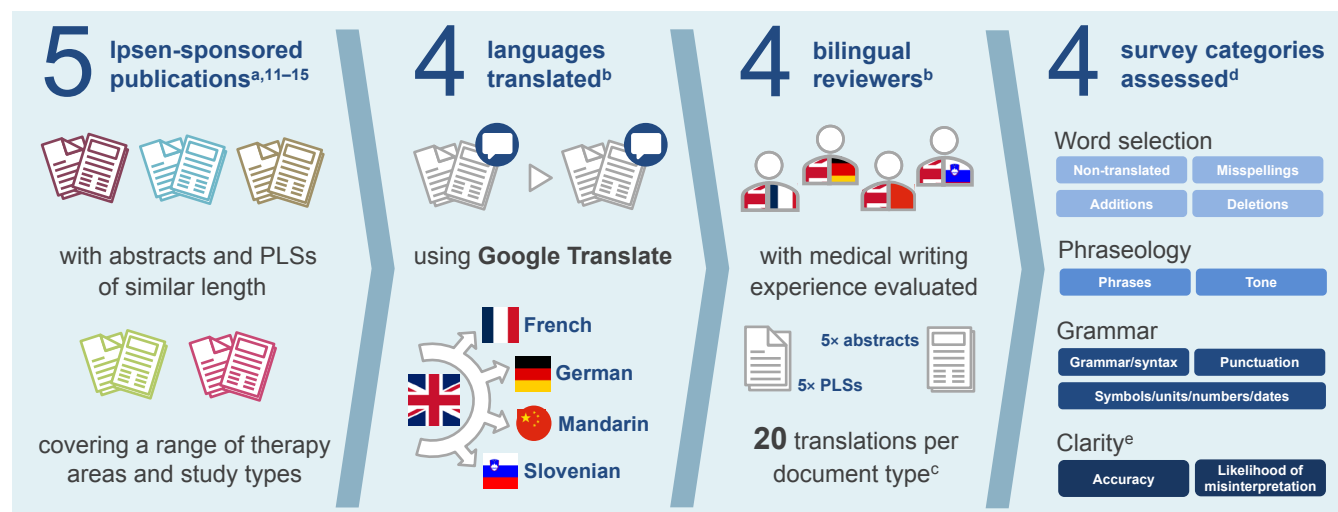 5 Ipsen-sponsored
publicationsᵃ,¹¹⁻¹⁵
with abstracts and PLSs
of similar length
covering a range of therapy
areas and study types
4 languages
translatedᵇ
using Google Translate
French
German
Mandarin
Slovenian
4 bilingual
reviewersᵇ
with medical writing
experience evaluated
5× abstracts
5× PLSs
20 translations per
document typeᶜ
4 survey categories
assessedᵈ
Word selection
Non-translated Misspellings
Additions Deletions
Phraseology
Phrases Tone
Grammar
Grammar/syntax Punctuation
Symbols/units/numbers/dates
Clarityᵉ
Accuracy Likelihood of
misinterpretation